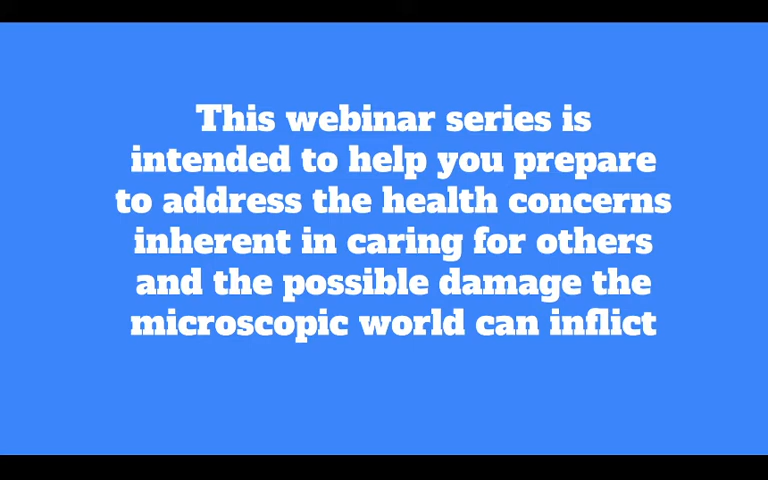 This webinar series is
intended to help you prepare
to address the health concerns
inherent in caring for others
and the possible damage the
microscopic world can inflict